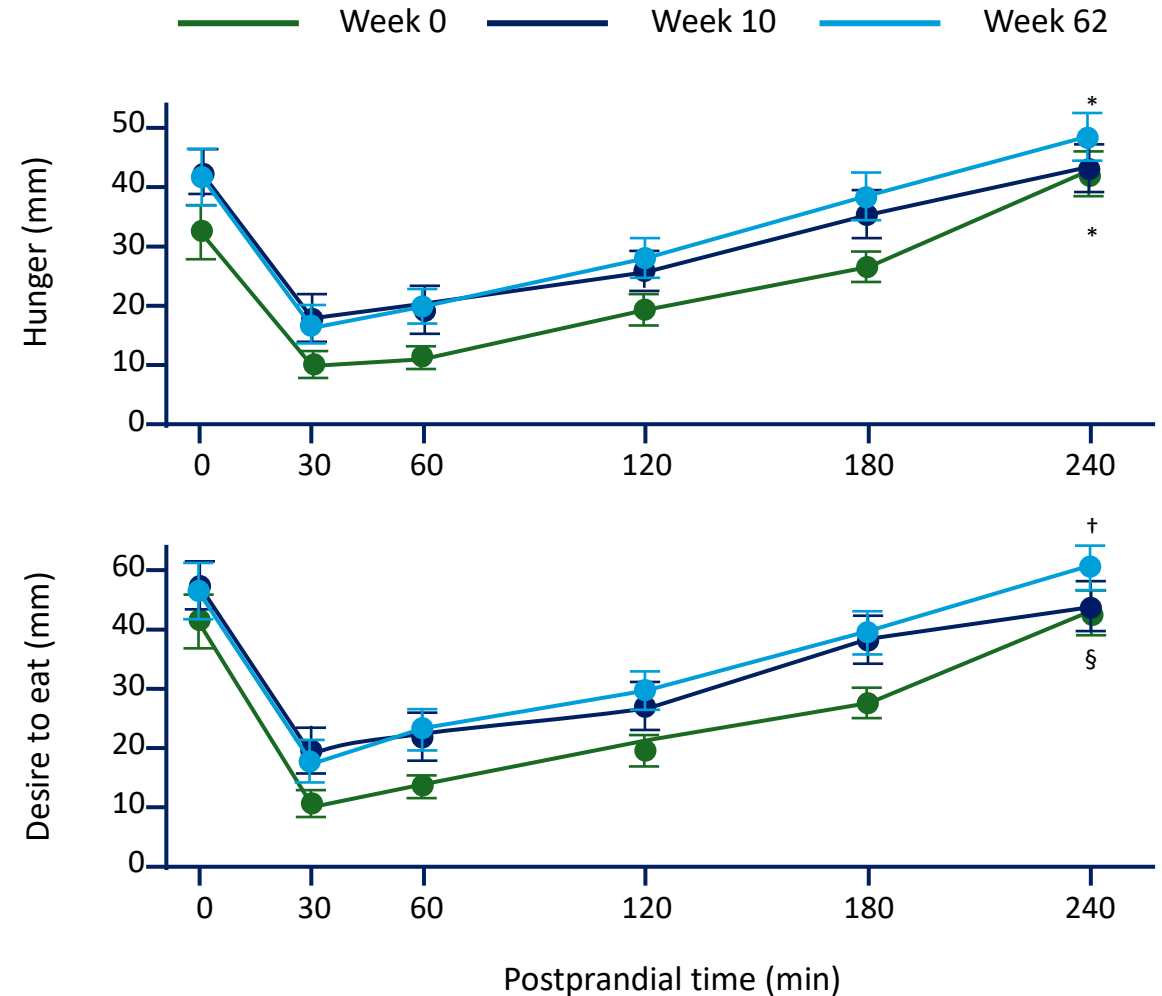 Week 0 Week 10 Week 62
Hunger (mm)
50
40
30
20
10
0
*
*
0 30 60 120 180 240
Desire to eat (mm)
60
40
30
20
10
0
†
§
0 30 60 120 180 240
Postprandial time (min)